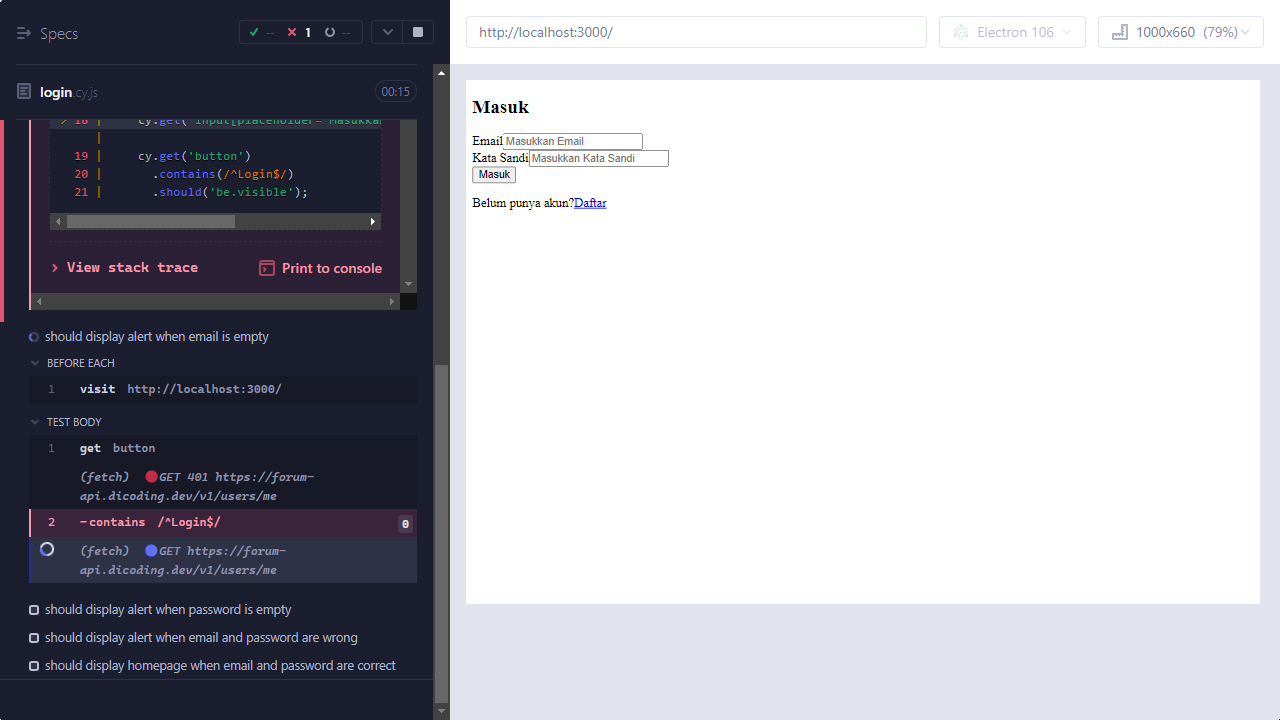 Specs
--
1
--
http://localhost:3000/
Electron 106
1000x660 (79%)
login.cy.js
00:15
> 18 | cy.get('input[placeholder="Masukkan
|
19 | cy.get('button')
20 | .contains(/^Login$/)
21 | .should('be.visible');
View stack trace
Print to console
should display alert when email is empty
BEFORE EACH
1 visit http://localhost:3000/
TEST BODY
1 get button
(fetch) GET 401 https://forum-
api.dicoding.dev/v1/users/me
2 -contains /^Login$/ 0
(fetch) GET https://forum-
api.dicoding.dev/v1/users/me
should display alert when password is empty
should display alert when email and password are wrong
should display homepage when email and password are correct
Masuk
Email Masukkan Email
Kata Sandi Masukkan Kata Sandi
Masuk
Belum punya akun?Daftar